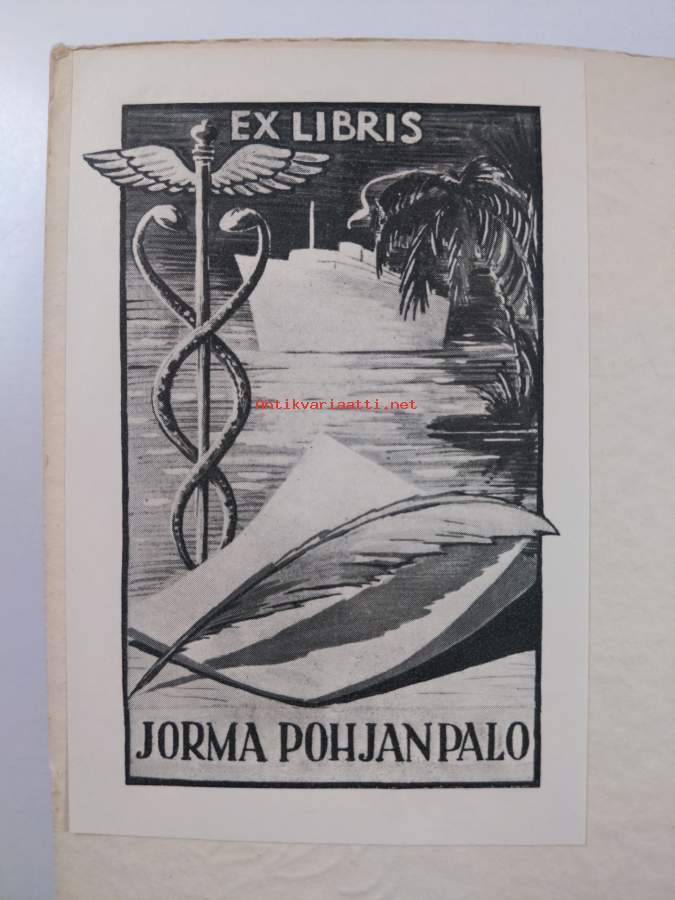 EX LIBRIS
antikvariaatti.net
JORMA POHJANPALO